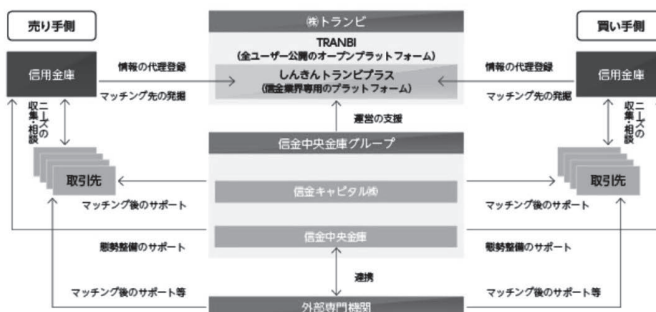 売り手側
㈱トランビ
買い手側
TRANBI
(全ユーザー公開のオープンプラットフォーム)
しんきんトランビプラス
(信金業界専用のプラットフォーム)
信用金庫
情報の代理登録
マッチング先の発掘
情報の代理登録
マッチング先の発掘
信用金庫
ニーズの
収集・相談
運営の支援
ニーズの
収集・相談
信金中央金庫グループ
取引先
信金キャピタル㈱
取引先
マッチング後のサポート
マッチング後のサポート
態勢整備のサポート
信金中央金庫
態勢整備のサポート
連携
マッチング後のサポート等
マッチング後のサポート等
外部専門機関